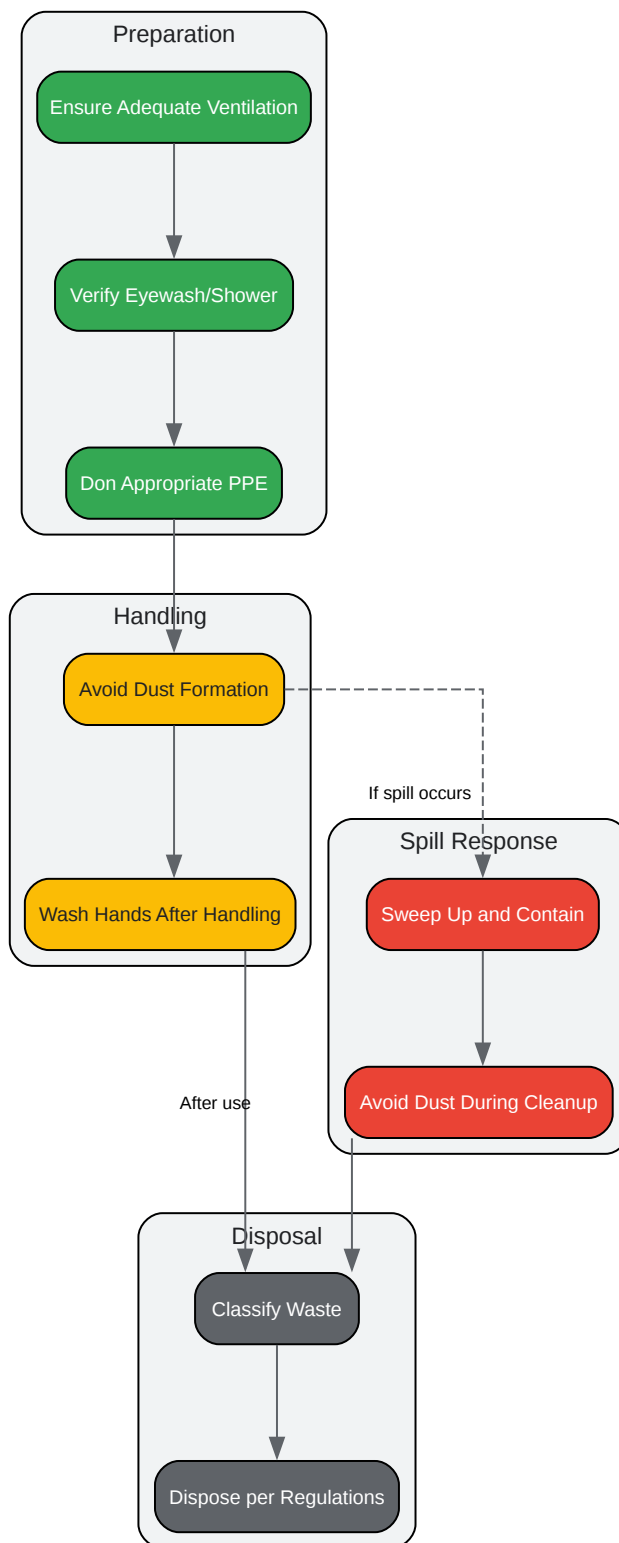 Preparation
Ensure Adequate Ventilation
Verify Eyewash/Shower
Don Appropriate PPE
Handling
Avoid Dust Formation
If spill occurs
Spill Response
Sweep Up and Contain
Wash Hands After Handling
After use
Avoid Dust During Cleanup
Disposal
Classify Waste
Dispose per Regulations